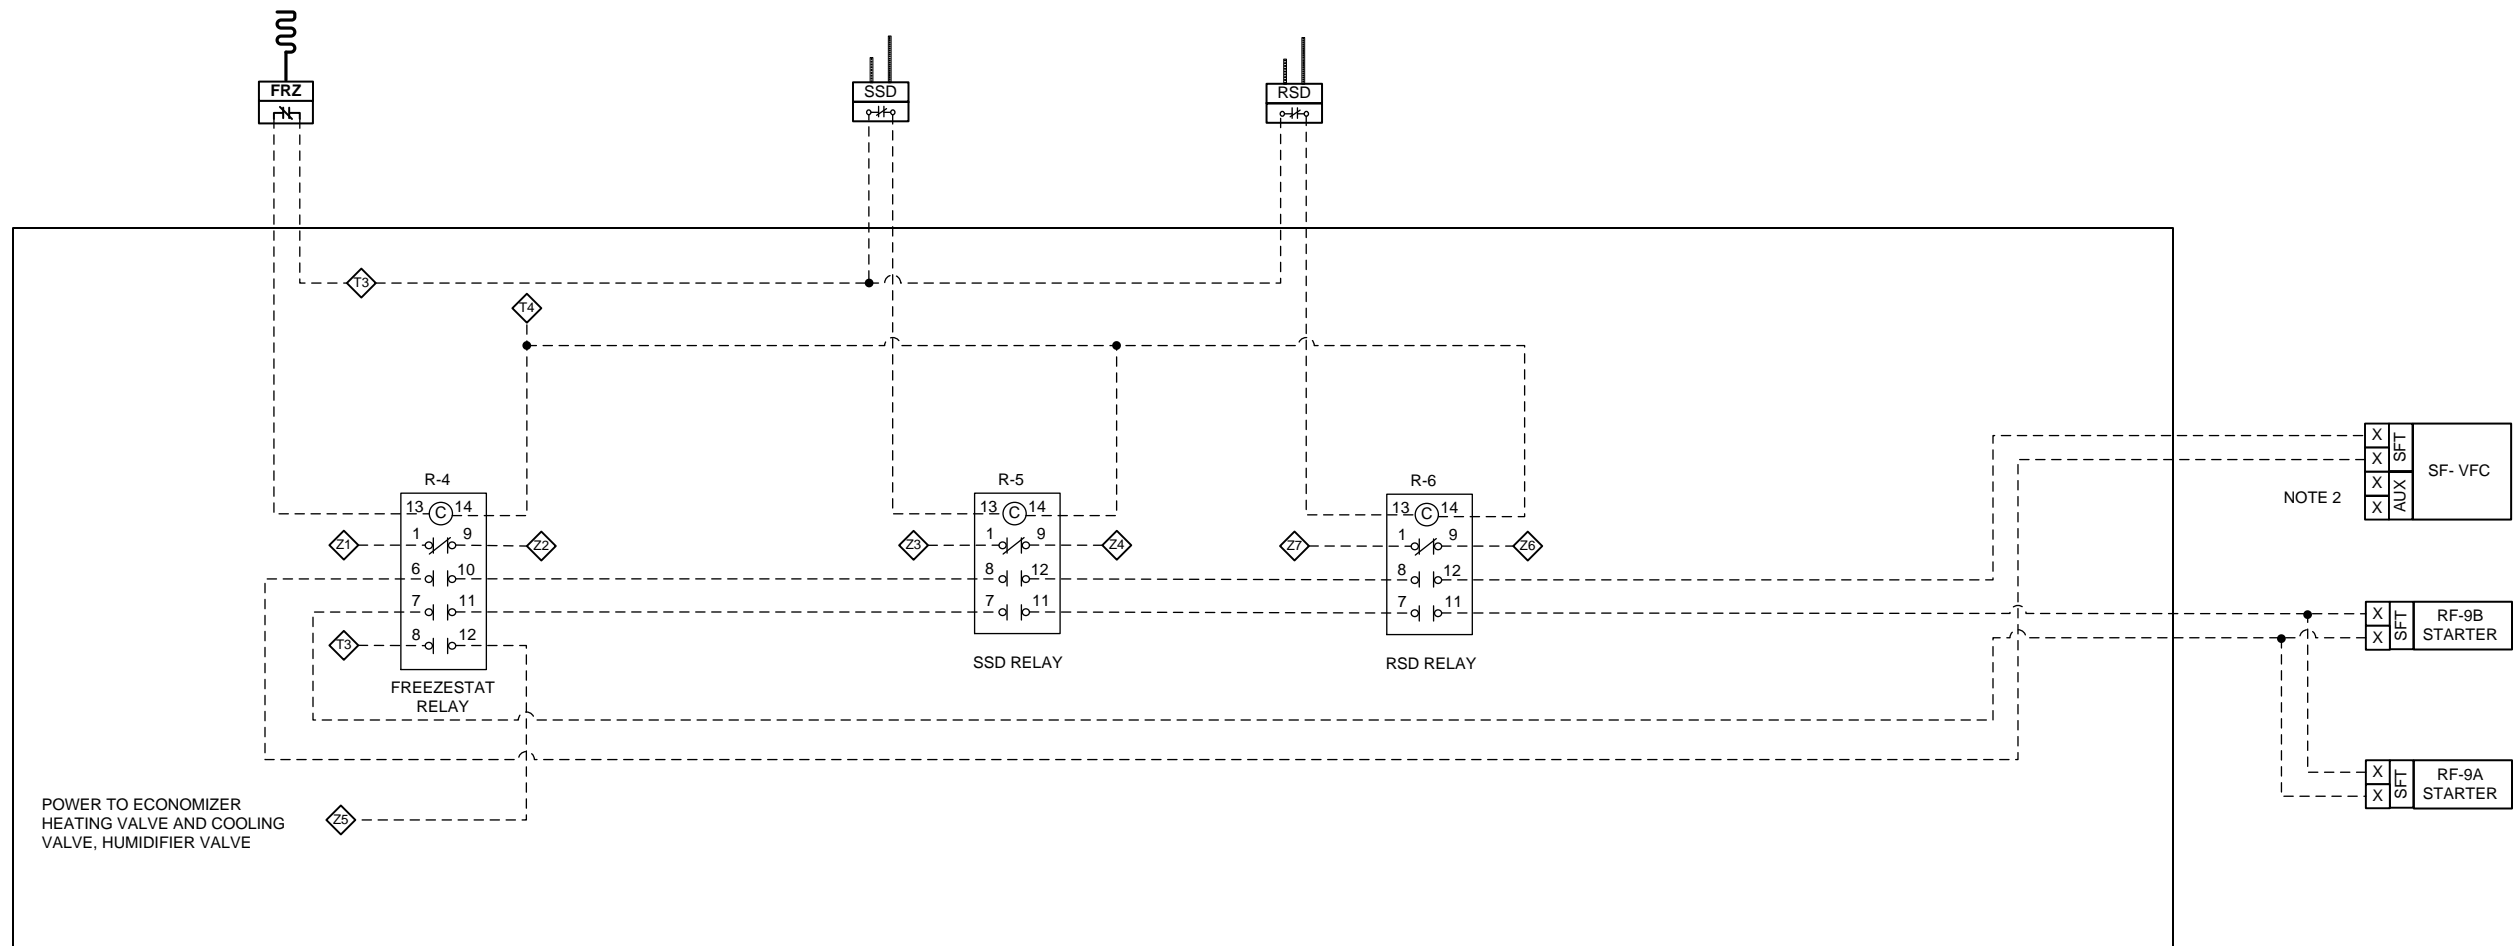 FRZ
SSD
RSD
T3
T4
R-4
13 C 14
1 9
6 10
7 11
8 12
Z1
Z2
T3
FREEZESTAT
RELAY
R-5
13 C 14
1 9
8 12
7 11
Z3
Z4
SSD RELAY
R-6
13 C 14
1 9
8 12
7 11
Z7
Z6
RSD RELAY
NOTE 2
X
X
X
X
SFT
AUX
SF- VFC
X
X
SFT
RF-9B
STARTER
X
X
SFT
RF-9A
STARTER
POWER TO ECONOMIZER
HEATING VALVE AND COOLING
VALVE, HUMIDIFIER VALVE
Z5